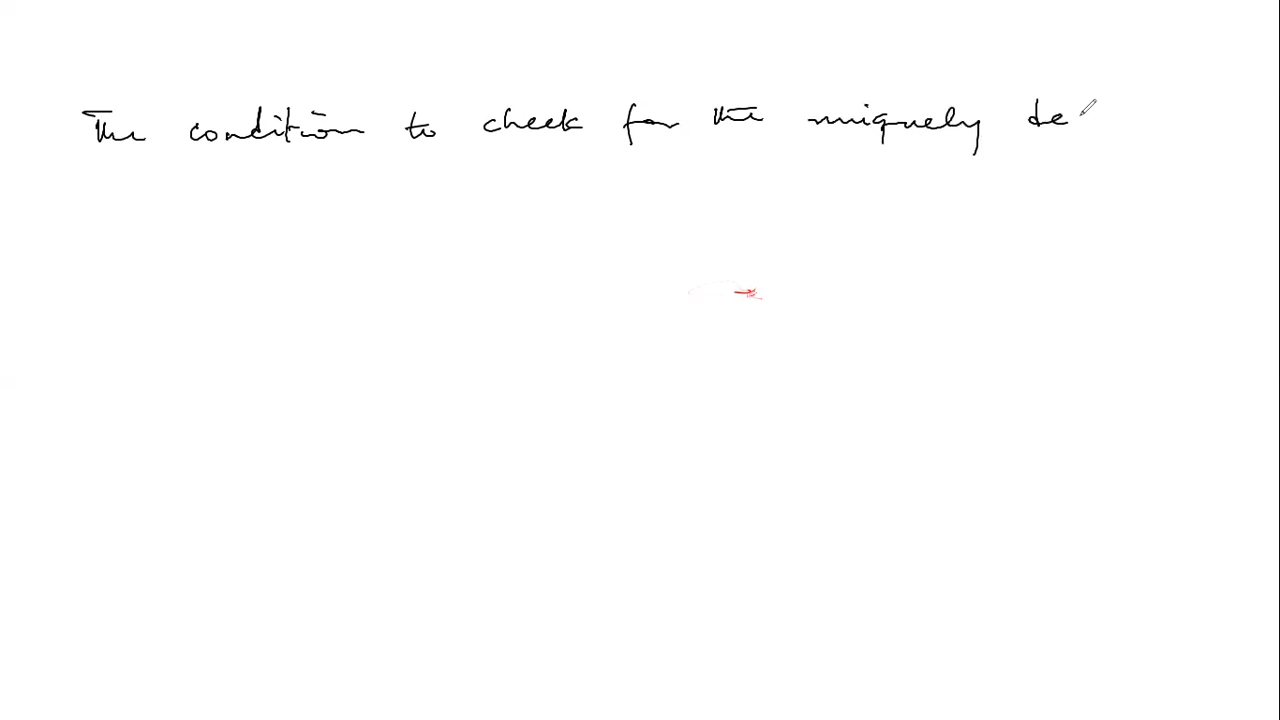 The condition to check for the uniquely de